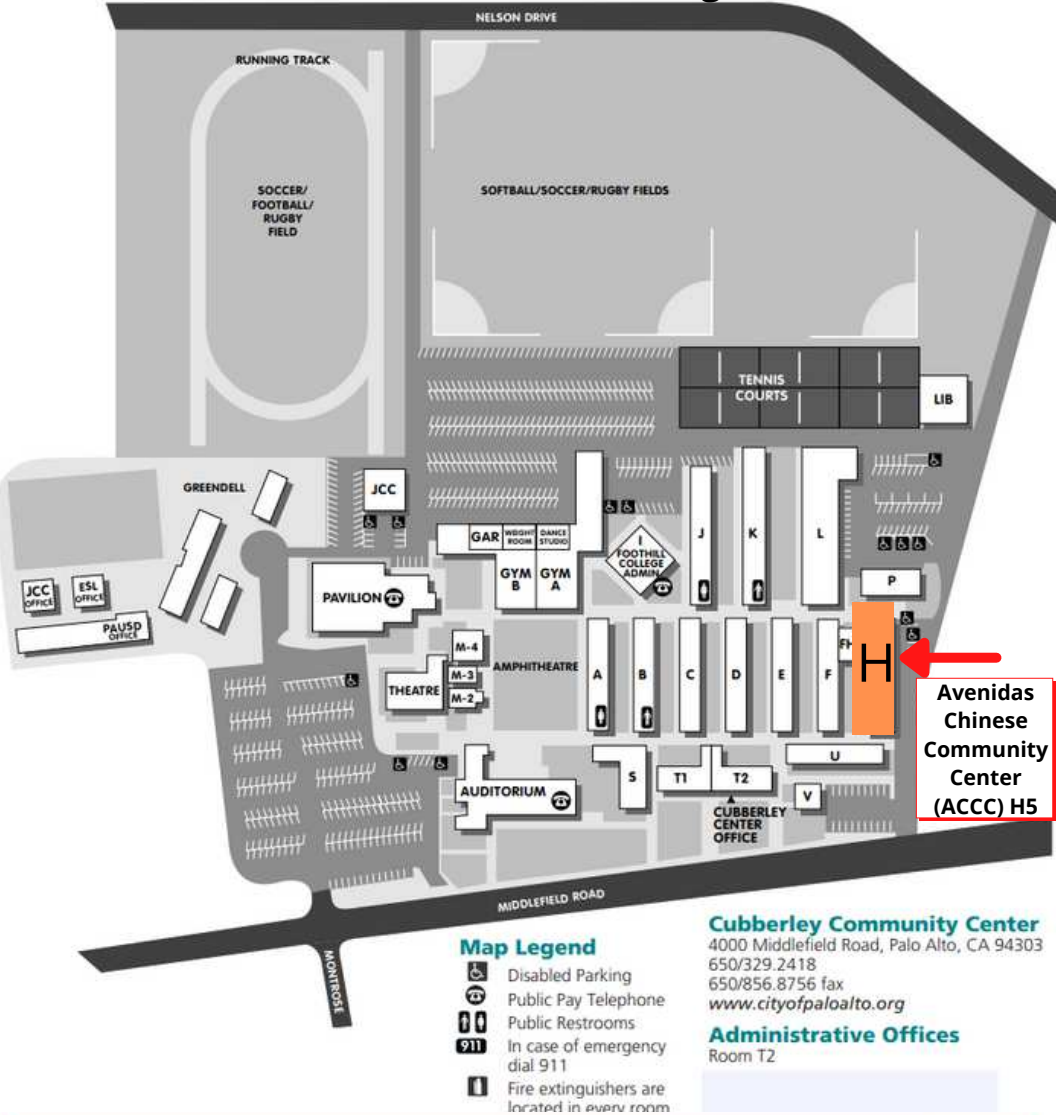 NELSON DRIVE
RUNNING TRACK
SOCCER/
FOOTBALL/
RUGBY
FIELD
SOFTBALL/SOCCER/RUGBY FIELDS
TENNIS
COURTS
LIB
GREENDELL
JCC
JCC
OFFICE
ESL
OFFICE
PAUSD
OFFICE
PAVILION
GAR
WEIGHT
ROOM
DANCE
STUDIO
GYM
B
GYM
A
I
FOOTHILL
COLLEGE
ADMIN
J
K
L
P
THEATRE
M-4
M-3
M-2
AMPHITHEATRE
A
B
C
D
E
F
FH
H
Avenidas
Chinese
Community
Center
(ACCC) H5
AUDITORIUM
S
T1
T2
U
V
CUBBERLEY
CENTER
OFFICE
MIDDLEFIELD ROAD
MONTROSE
Map Legend
Disabled Parking
Public Pay Telephone
Public Restrooms
911 In case of emergency
dial 911
Fire extinguishers are
located in every room
Cubberley Community Center
4000 Middlefield Road, Palo Alto, CA 94303
650/329.2418
650/856.8756 fax
www.cityofpaloalto.org
Administrative Offices
Room T2